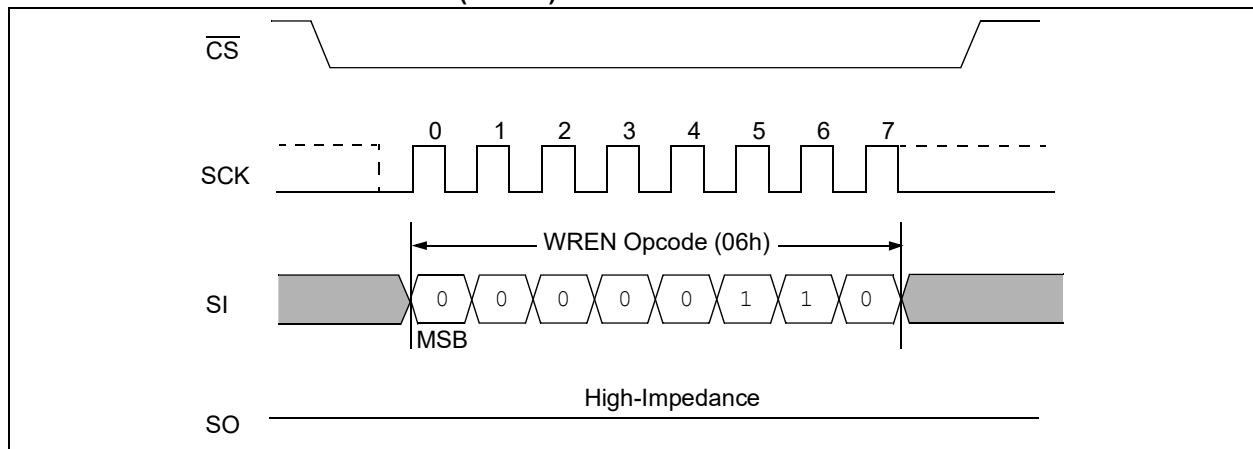 CS
0 1 2 3 4 5 6 7
SCK
WREN Opcode (06h)
SI 0 0 0 0 0 1 1 0
MSB
High-Impedance
SO